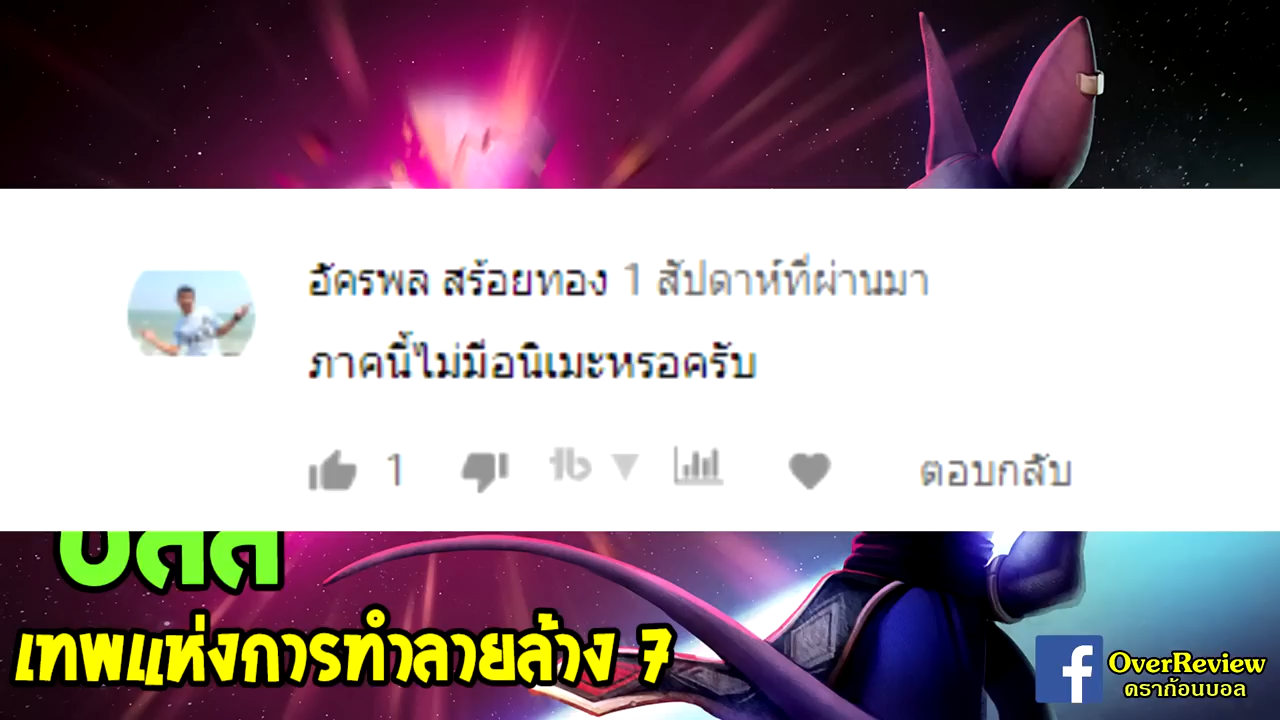 อัครพล สร้อยทอง 1 สัปดาห์ที่ผ่านมา
ภาคนี้ไม่มีอนิเมะหรอครับ
1 tb ตอบกลับ
เทพแห่งการทำลายล้าง 7
OverReview
ดราก้อนบอล